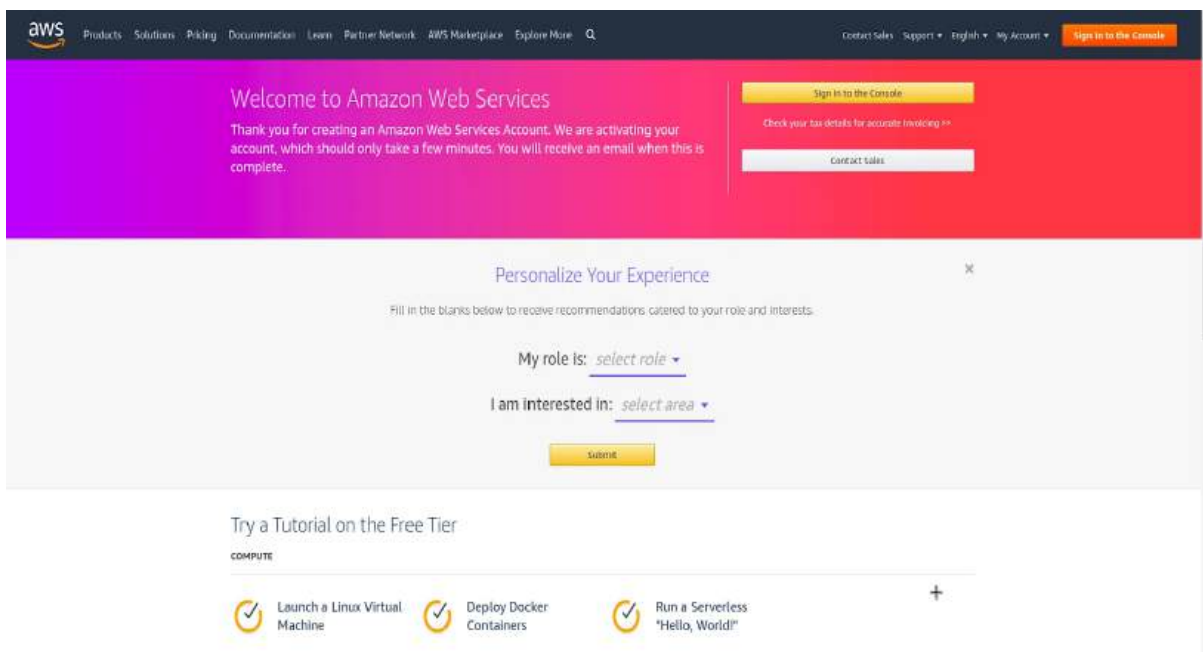 aws
Products Solutions Pricing Documentation Learn Partner Network AWS Marketplace Explore More
Contact Sales Support English My Account Sign In to the Console
Welcome to Amazon Web Services
Thank you for creating an Amazon Web Services Account. We are activating your
account, which should only take a few minutes. You will receive an email when this is
complete.
Sign In to the Console
Check your tax details for accurate invoicing >>
Contact Sales
Personalize Your Experience
Fill in the blanks below to receive recommendations catered to your role and interests.
My role is: select role
I am interested in: select area
Submit
Try a Tutorial on the Free Tier
COMPUTE
Launch a Linux Virtual
Machine
Deploy Docker
Containers
Run a Serverless
"Hello, World!"